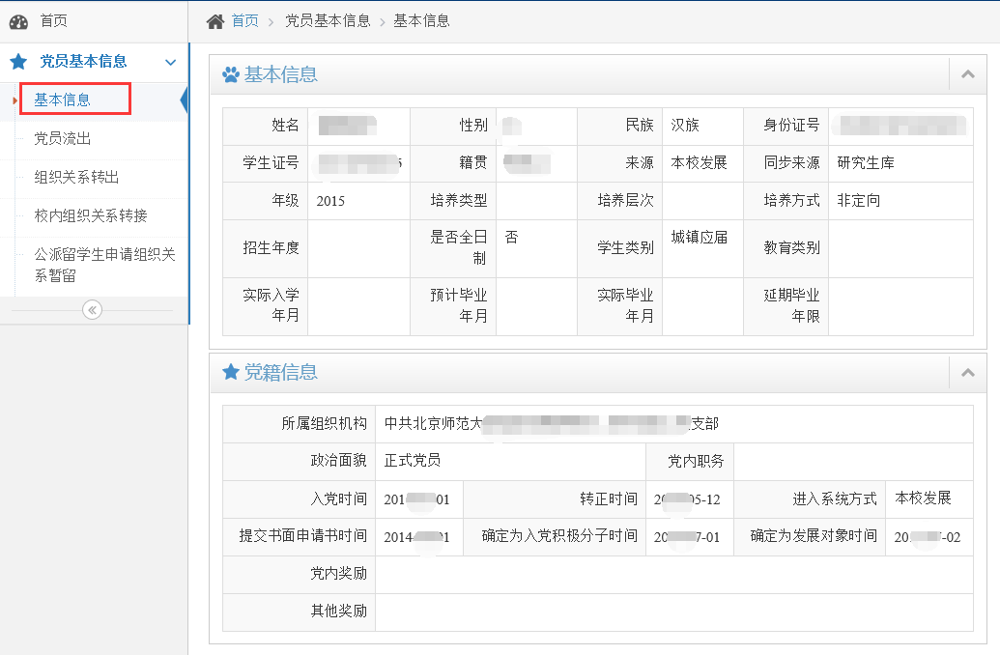 首页
党员基本信息
基本信息
党员流出
组织关系转出
校内组织关系转接
公派留学生申请组织关
系暂留
首页 党员基本信息 基本信息
基本信息
姓名 性别 民族 汉族 身份证号
学生证号 籍贯 来源 本校发展 同步来源 研究生库
年级 2015 培养类型 培养层次 培养方式 非定向
招生年度 是否全日 否 学生类别 城镇应届 教育类别
制
实际入学 预计毕业 实际毕业 延期毕业
年月 年月 年月 年限
党籍信息
所属组织机构 中共北京师范大 支部
政治面貌 正式党员 党内职务
入党时间 201 01 转正时间 2 05-12 进入系统方式 本校发展
提交书面申请书时间 2014- 1 确定为入党积极分子时间 20 7-01 确定为发展对象时间 20 -02
党内奖励
其他奖励